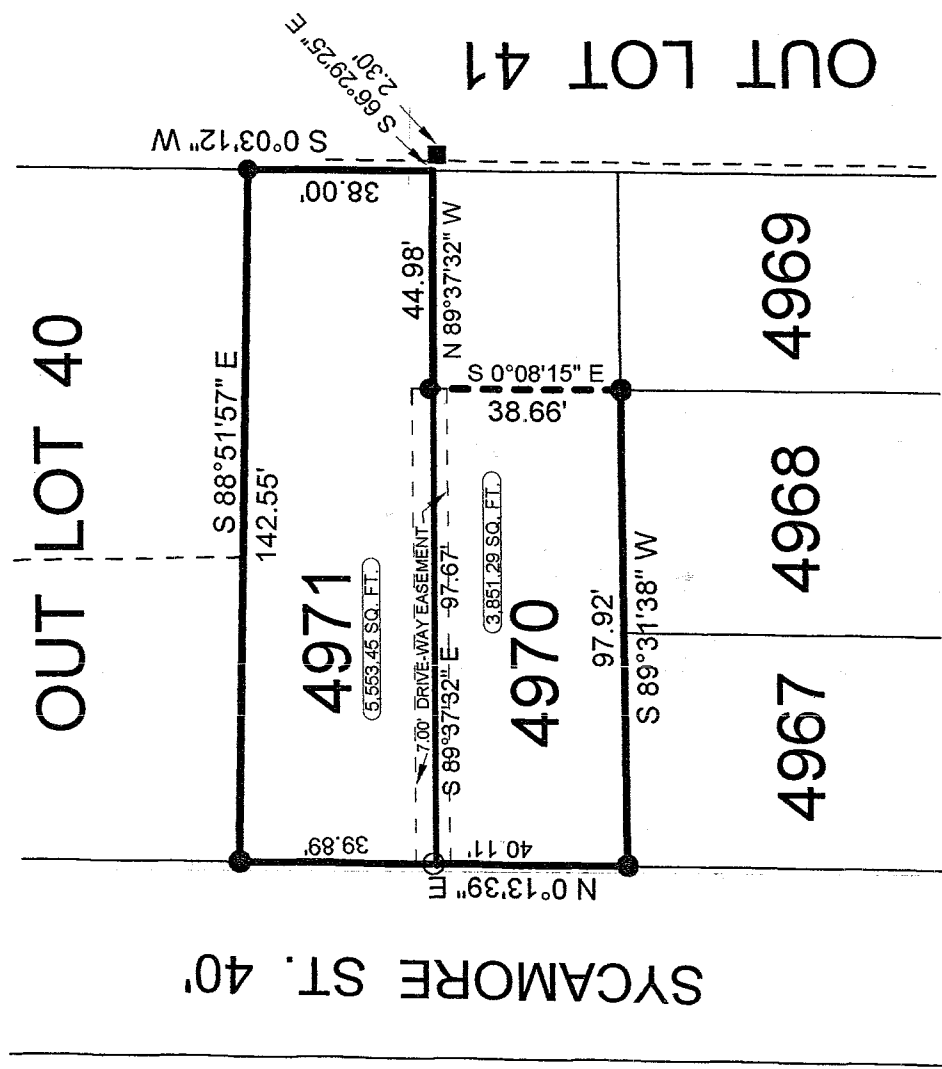 S 66°29'25" E
2.30'
OUT LOT 41
S 0°03'12" W
38.00'
OUT LOT 40
44.98'
N 89°37'32" W
4969
S 88°51'57" E
142.55'
S 0°08'15" E
38.66'
4968
4971
5,553.45 SQ. FT.
7.00' DRIVE-WAY EASEMENT
S 89°37'32" E 97.67'
3,851.29 SQ. FT.
4970
97.92'
S 89°31'38" W
4967
39.89'
40.11'
N 0°13'39" E
SYCAMORE ST. 40'